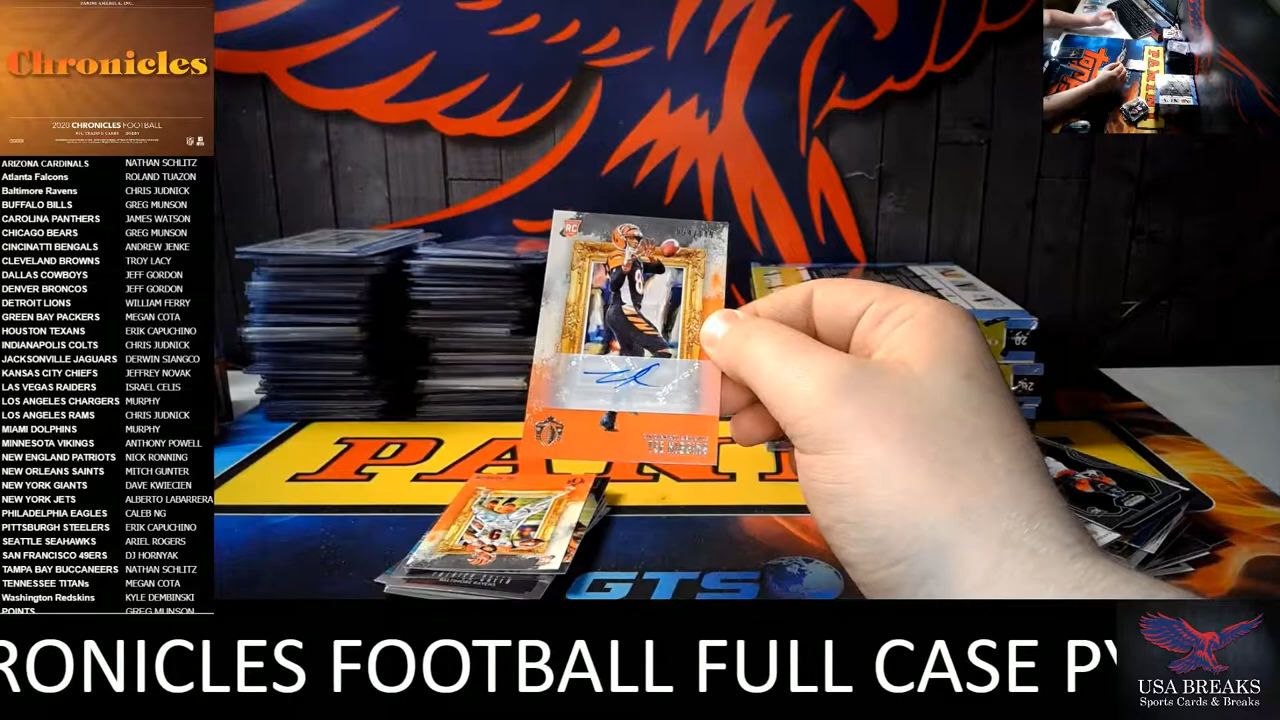 PANINI AMERICA, INC.
Chronicles
2020 CHRONICLES FOOTBALL
ARIZONA CARDINALS NATHAN SCHLITZ
Atlanta Falcons ROLAND TUAZON
Baltimore Ravens CHRIS JUDNICK
BUFFALO BILLS GREG MUNSON
CAROLINA PANTHERS JAMES WATSON
CHICAGO BEARS GREG MUNSON
CINCINATTI BENGALS ANDREW JENKE
CLEVELAND BROWNS TROY LACY
DALLAS COWBOYS JEFF GORDON
DENVER BRONCOS JEFF GORDON
DETROIT LIONS WILLIAM FERRY
GREEN BAY PACKERS MEGAN COTA
HOUSTON TEXANS ERIK CAPUCHINO
INDIANAPOLIS COLTS CHRIS JUDNICK
JACKSONVILLE JAGUARS DERWIN SIANGCO
KANSAS CITY CHIEFS JEFFREY NOVAK
LAS VEGAS RAIDERS ISRAEL CELIS
LOS ANGELES CHARGERS MURPHY
LOS ANGELES RAMS CHRIS JUDNICK
MIAMI DOLPHINS MURPHY
MINNESOTA VIKINGS ANTHONY POWELL
NEW ENGLAND PATRIOTS NICK RONNING
NEW ORLEANS SAINTS MITCH GUNTER
NEW YORK GIANTS DAVE KWIECIEN
NEW YORK JETS ALBERTO LABARRERA
PHILADELPHIA EAGLES CALEB NG
PITTSBURGH STEELERS ERIK CAPUCHINO
SEATTLE SEAHAWKS ARIEL ROGERS
SAN FRANCISCO 49ERS DJ HORNYAK
TAMPA BAY BUCCANEERS NATHAN SCHLITZ
TENNESSEE TITANs MEGAN COTA
Washington Redskins KYLE DEMBINSKI
POINTS GREG MUNSON
RC
TEE HIGGINS
PANI
GTS
PANINI
RONICLES FOOTBALL FULL CASE PY
USA BREAKS
Sports Cards & Breaks